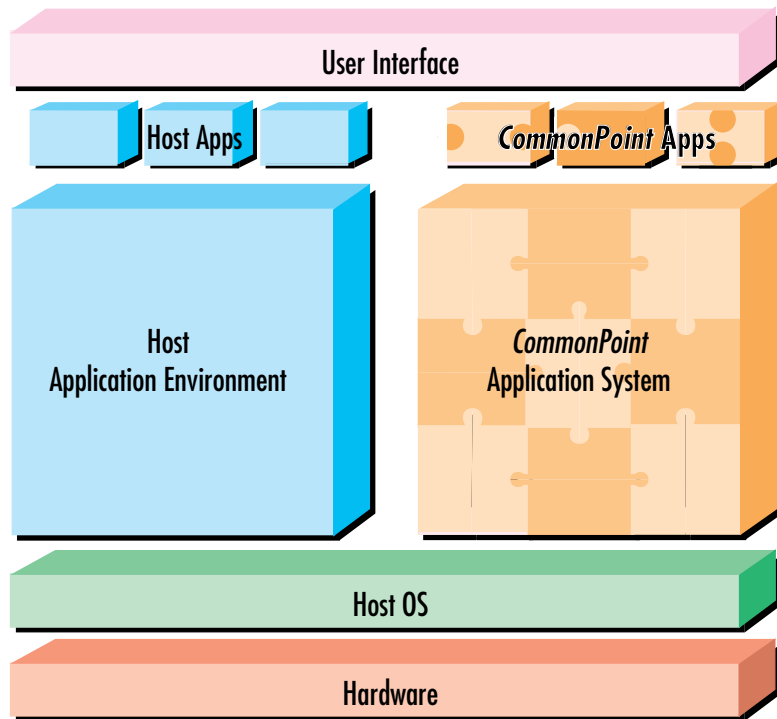 User Interface
Host Apps
CommonPoint Apps
Host
Application Environment
CommonPoint
Application System
Host OS
Hardware